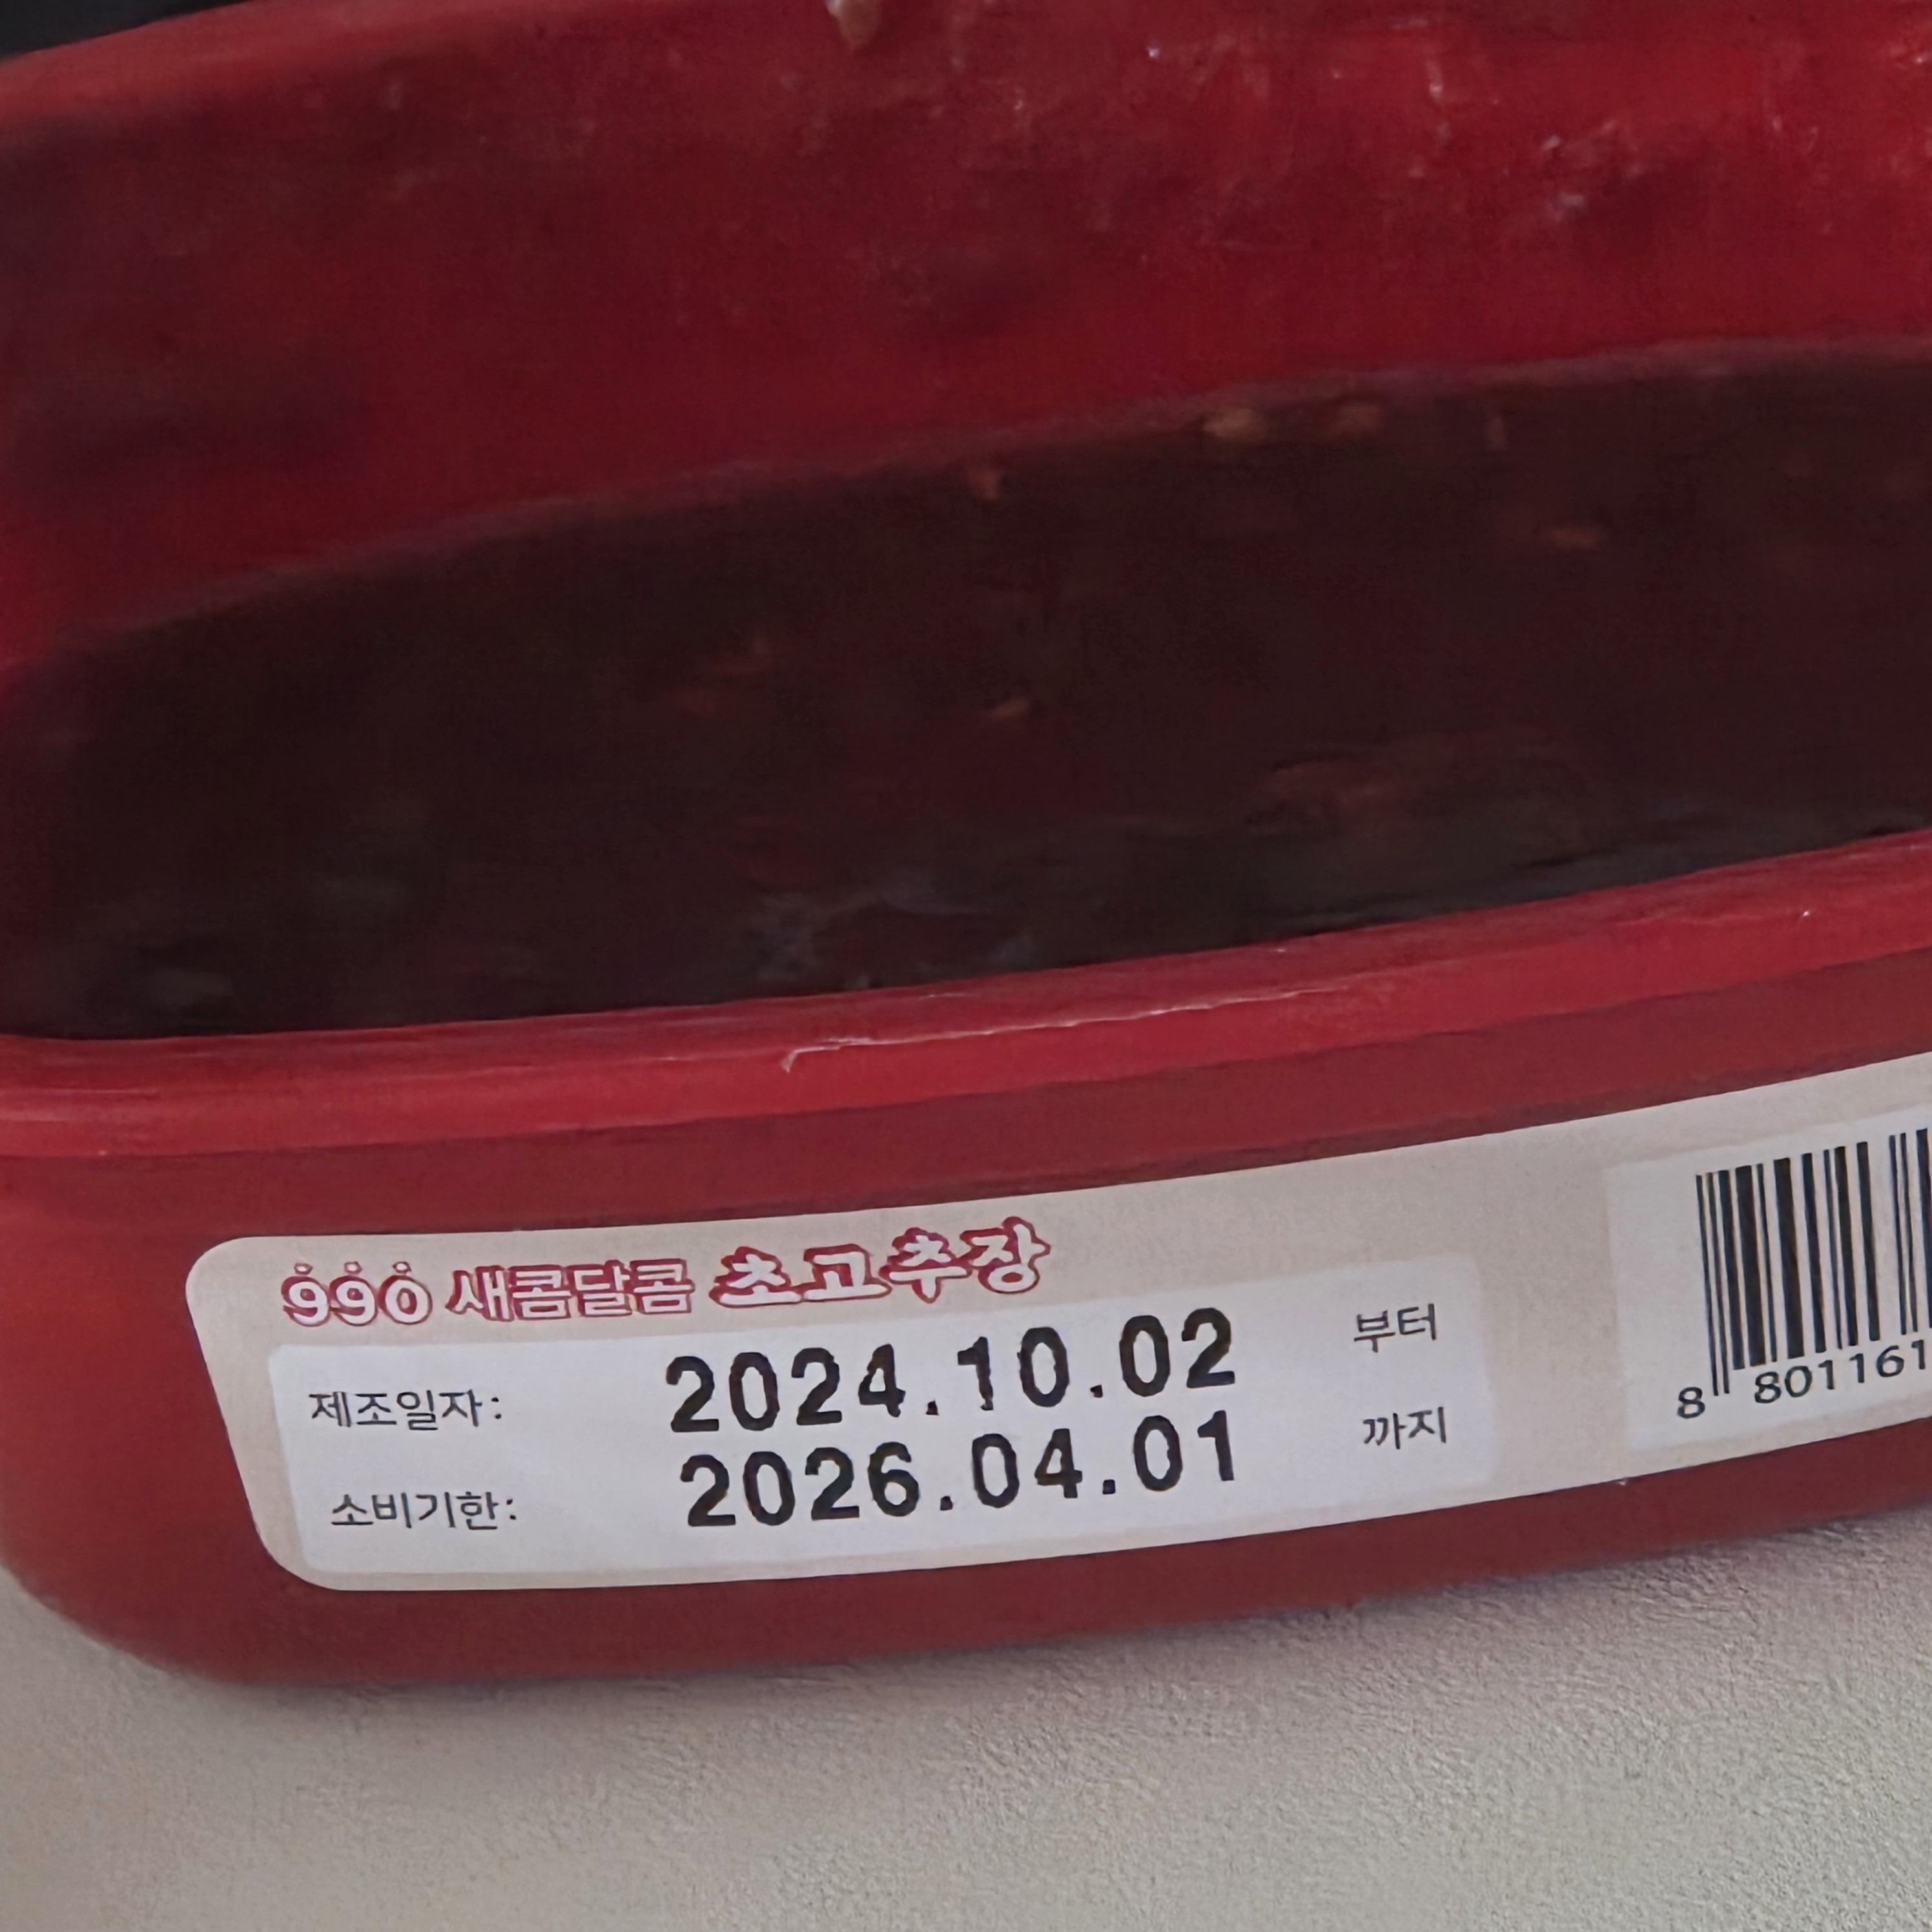 990 새콤달콤 초고추장
제조일자: 2024.10.02 부터
소비기한: 2026.04.01 까지
8 801161